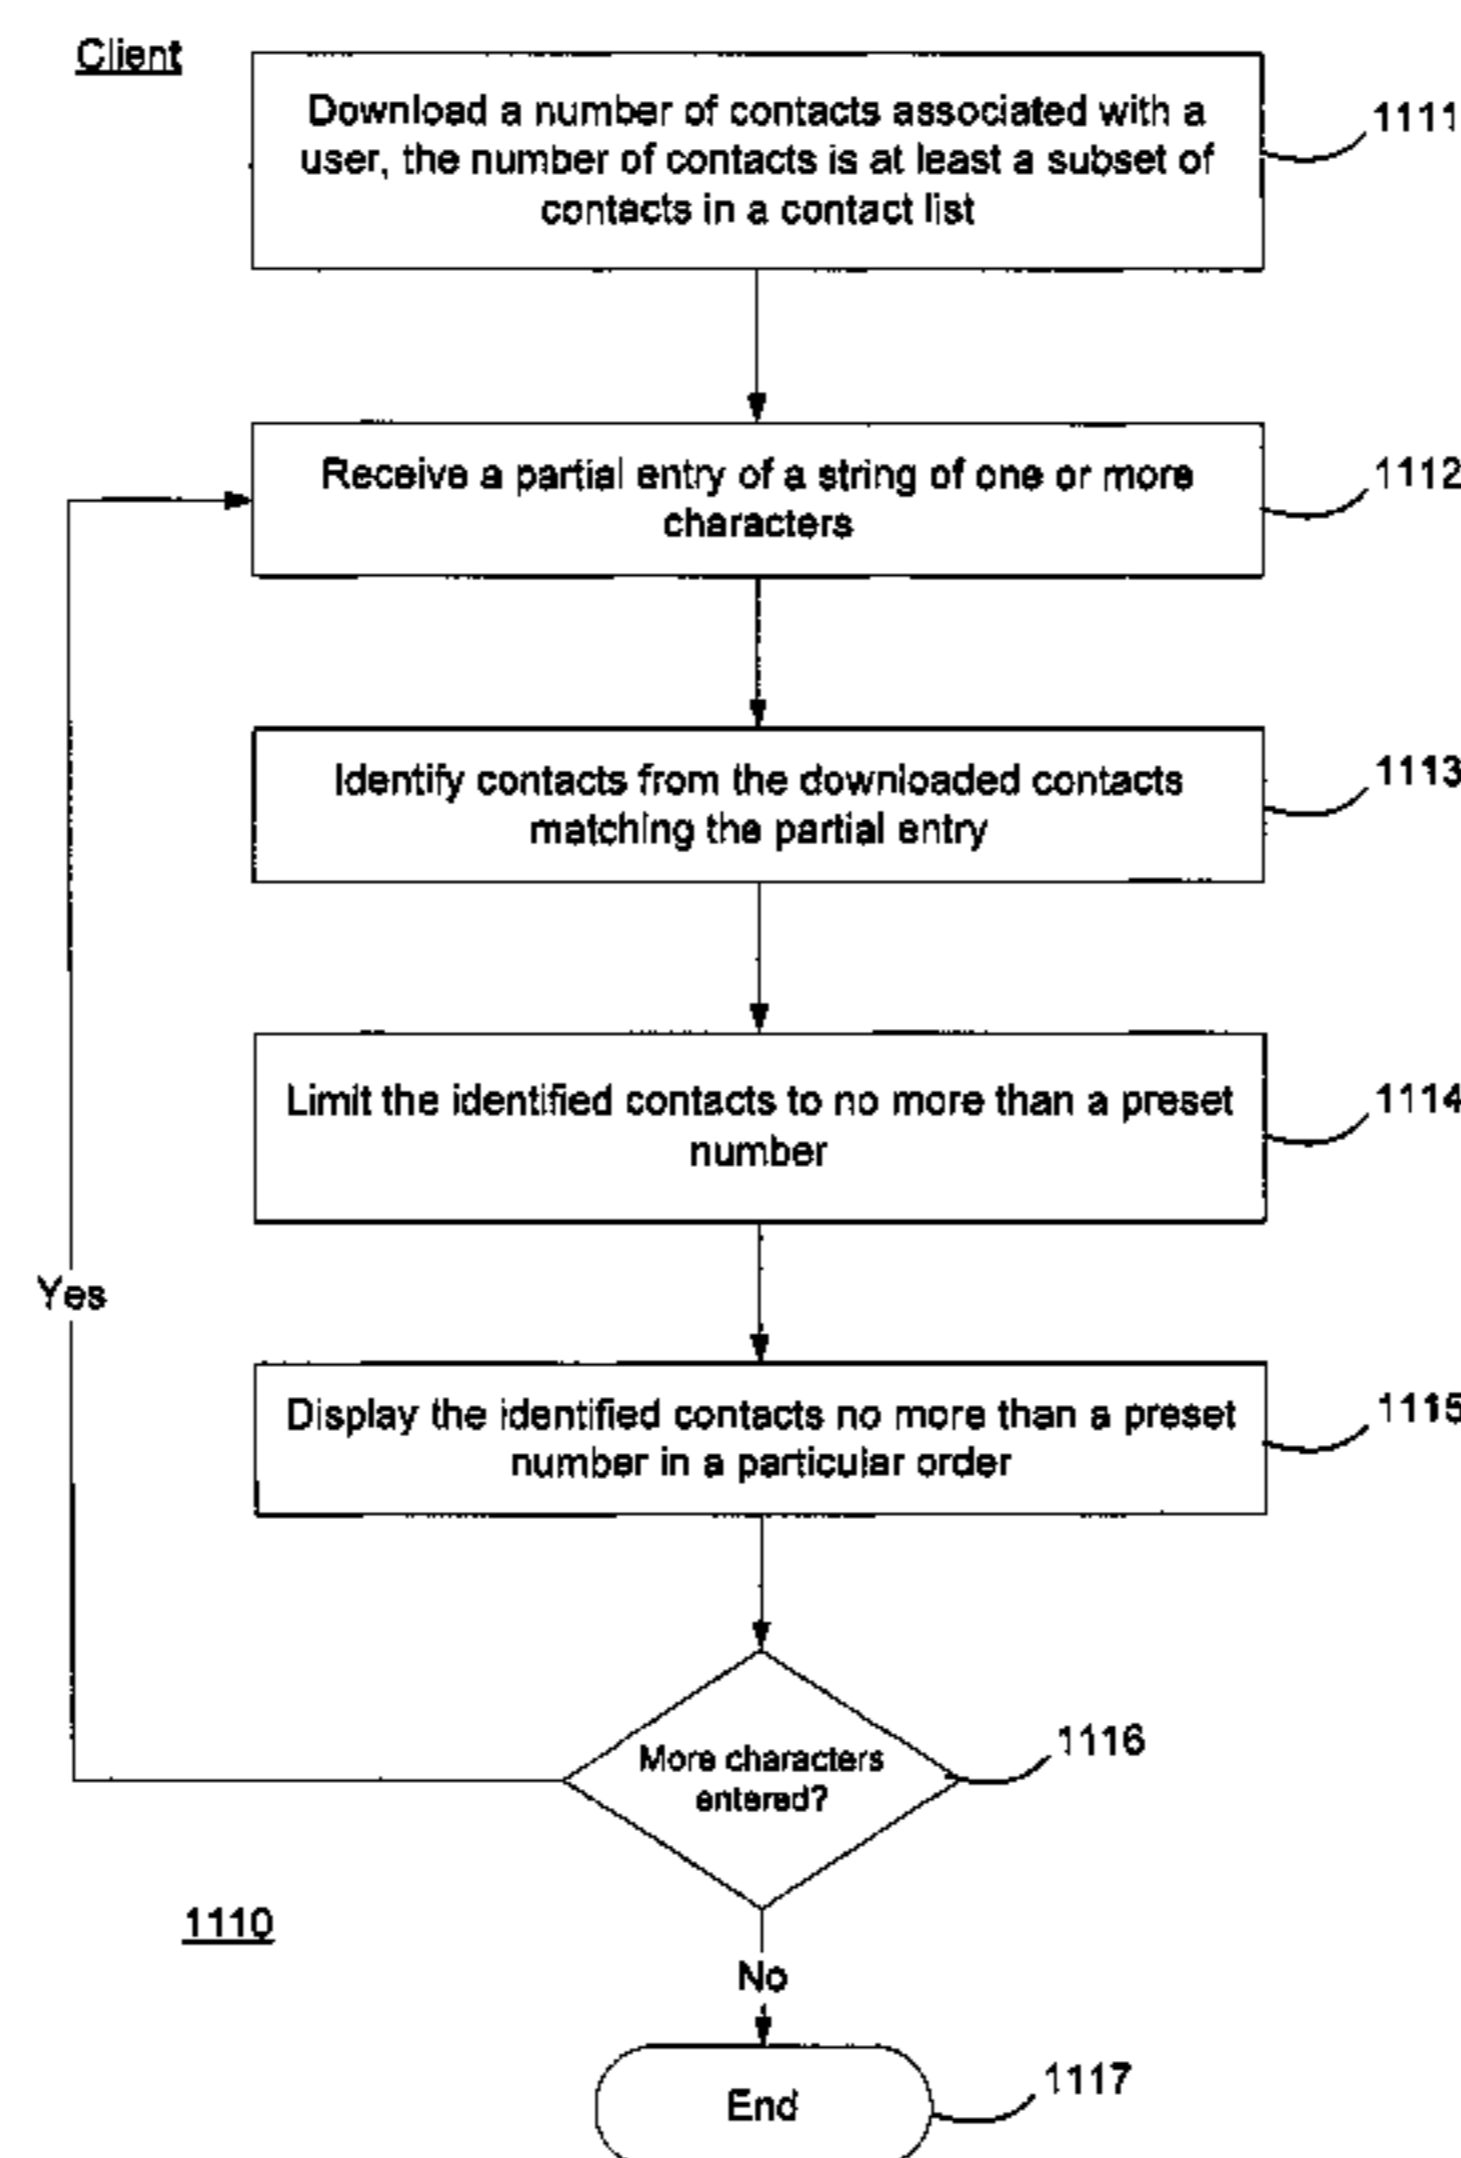 Client
Download a number of contacts associated with a
user, the number of contacts is at least a subset of
contacts in a contact list
1111
Receive a partial entry of a string of one or more
characters
1112
Identify contacts from the downloaded contacts
matching the partial entry
1113
Limit the identified contacts to no more than a preset
number
1114
Yes
Display the identified contacts no more than a preset
number in a particular order
1115
More characters
entered?
1116
1110
No
End
1117